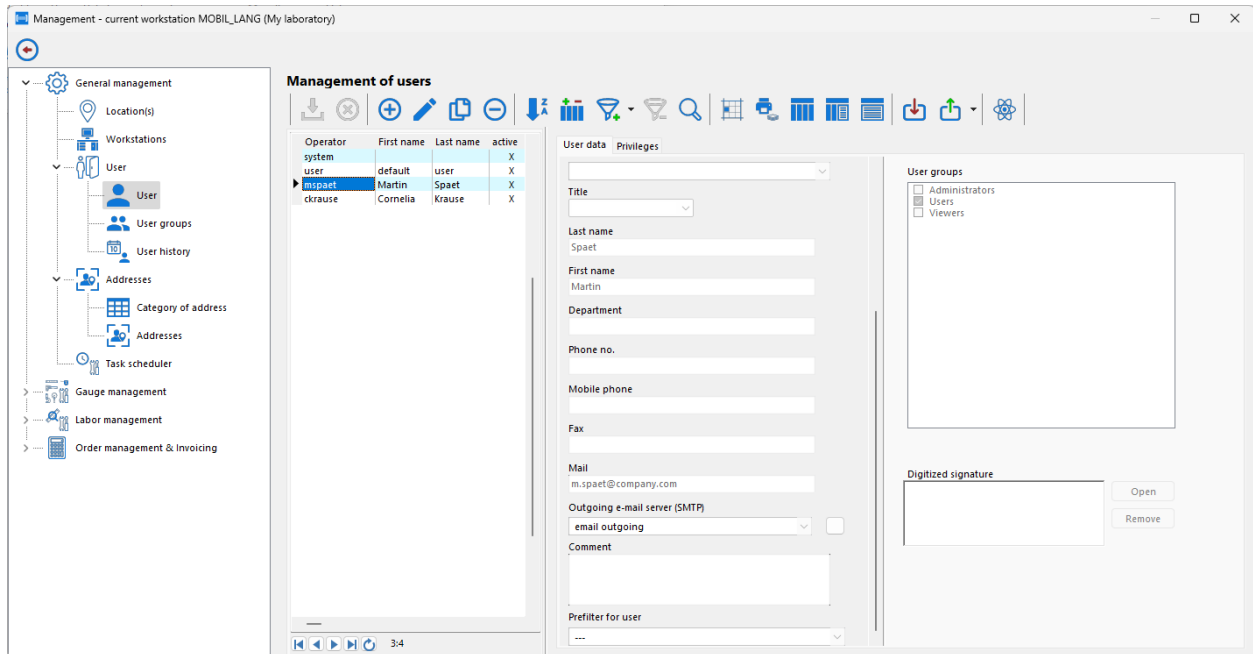 Management - current workstation MOBIL_LANG (My laboratory)
General management
Location(s)
Workstations
User
User
User groups
User history
Addresses
Category of address
Addresses
Task scheduler
Gauge management
Labor management
Order management & Invoicing
Management of users
Operator First name Last name active
system X
user default user X
mspaet Martin Spaet X
ckrause Cornelia Krause X
3:4
User data Privileges
Title
Last name
Spaet
First name
Martin
Department
Phone no.
Mobile phone
Fax
Mail
m.spaet@company.com
Outgoing e-mail server (SMTP)
email outgoing
Comment
Prefilter for user
---
User groups
Administrators
Users
Viewers
Digitized signature
Open
Remove